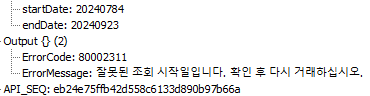 startDate: 20240784
endDate: 20240923
Output {} (2)
ErrorCode: 80002311
ErrorMessage: 잘못된 조회 시작일입니다. 확인 후 다시 거래하십시오.
API_SEQ: eb24e75ffb42d558c6133d890b97b66a